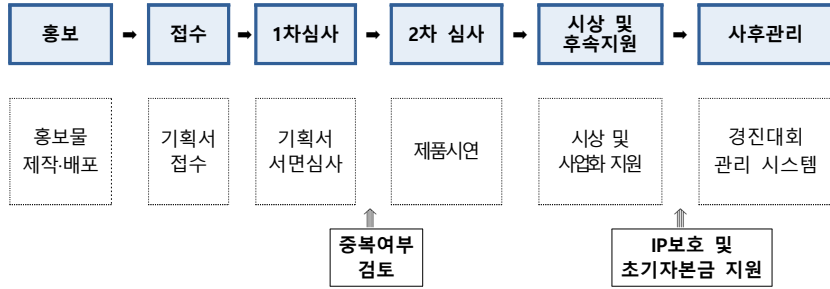 홍보 ➡ 접수 ➡ 1차심사 ➡ 2차 심사 ➡ 시상 및 후속지원 ➡ 사후관리
홍보물
제작·배포
기획서
접수
기획서
서면심사
제품시연
시상 및
사업화 지원
경진대회
관리 시스템
중복여부
검토
IP보호 및
초기자본금 지원